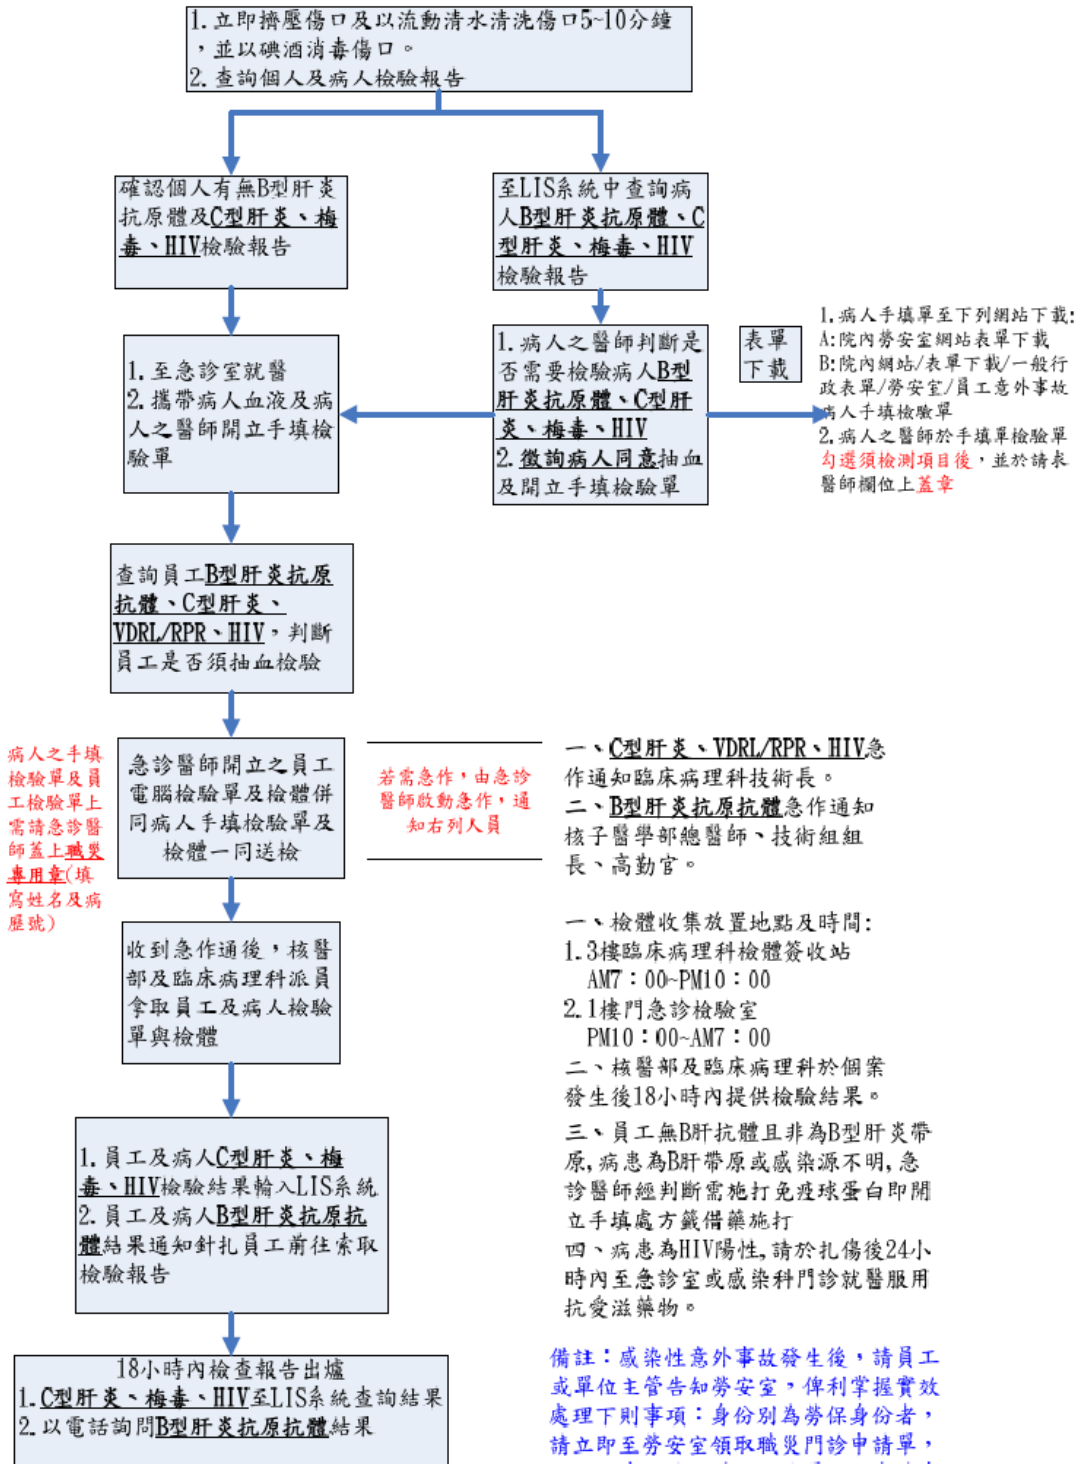 1.立即擠壓傷口及以流動清水清洗傷口5~10分鐘
，並以碘酒消毒傷口。
2.查詢個人及病人檢驗報告
確認個人有無B型肝炎
抗原體及C型肝炎、梅
毒、HIV檢驗報告
至LIS系統中查詢病
人B型肝炎抗原體、C
型肝炎、梅毒、HIV
檢驗報告
1.至急診室就醫
2.攜帶病人血液及病
人之醫師開立手填檢
驗單
1.病人之醫師判斷是
否需要檢驗病人B型
肝炎抗原體、C型肝
炎、梅毒、HIV
2.徵詢病人同意抽血
及開立手填檢驗單
表單
下載
1.病人手填單至下列網站下載:
A:院內勞安室網站表單下載
B:院內網站/表單下載/一般行
政表單/勞安室/員工意外事故
病人手填檢驗單
2.病人之醫師於手填單檢驗單
勾選須檢測項目後，並於請表
醫師欄位上蓋章
查詢員工B型肝炎抗原
抗體、C型肝炎、
VDRL/RPR、HIV，判斷
員工是否須抽血檢驗
病人之手填
檢驗單及員
工檢驗單上
需請急診醫
師蓋上職災
專用章(填
寫姓名及病
歷號)
急診醫師開立之員工
電腦檢驗單及檢體併
同病人手填檢驗單及
檢體一同送檢
若需急作，由急診
醫師啟動急作，通
知右列人員
一、C型肝炎、VDRL/RPR、HIV急
作通知臨床病理科技術長。
二、B型肝炎抗原抗體急作通知
核子醫學部總醫師、技術組組
長、高勤官。
收到急作通後，核醫
部及臨床病理科派員
拿取員工及病人檢驗
單與檢體
一、檢體收集放置地點及時間:
1.3樓臨床病理科檢體簽收站
AM7：00~PM10：00
2.1樓門急診檢驗室
PM10：00~AM7：00
二、核醫部及臨床病理科於個案
發生後18小時內提供檢驗結果。
三、員工無B肝抗體且非為B型肝炎帶
原,病患為B肝帶原或感染源不明,急
診醫師經判斷需施打免疫球蛋白即開
立手填處方籤借藥施打
四、病患為HIV陽性,請於扎傷後24小
時內至急診室或感染科門診就醫服用
抗愛滋藥物。
1.員工及病人C型肝炎、梅
毒、HIV檢驗結果輸入LIS系統
2.員工及病人B型肝炎抗原抗
體結果通知針扎員工前往索取
檢驗報告
18小時內檢查報告出爐
1.C型肝炎、梅毒、HIV至LIS系統查詢結果
2.以電話詢問B型肝炎抗原抗體結果
備註：感染性意外事故發生後，請員工
或單位主管告知勞安室，俾利掌握實效
處理下則事項：身份別為勞保身份者，
請立即至勞安室領取職災門診申請單，